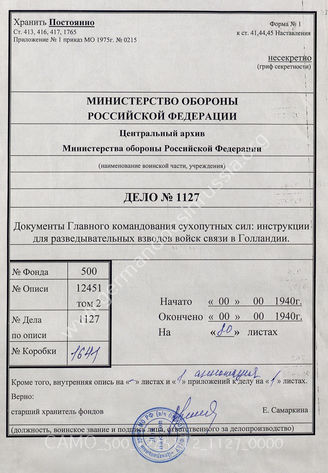 Хранить Постоянно
Ст. 413, 416, 417, 1765
Приложение № 1 приказ МО 1975г. № 0215
Форма № 1
к ст. 41,44,45 Наставления
несекретно
(гриф секретности)
МИНИСТЕРСТВО ОБОРОНЫ
РОССИЙСКОЙ ФЕДЕРАЦИИ
Центральный архив
Министерства обороны Российской Федерации
(наименование воинской части, учреждения)
ДЕЛО № 1127
Документы Главного командования сухопутных сил: инструкции
для разведывательных взводов войск связи в Голландии.
№ Фонда 500
№ Описи 12451
том 2
№ Дела 1127
по описи
№ Коробки 1641
Начато « 00 » 00 1940г.
Окончено « 00 » 00 1940г.
На «80» листах
Кроме того, внутренняя опись на листах и приложений к делу на листах.
Верно:
старший хранитель фондов Е. Самаркина
(должность, воинское звание и подпись лица, ответственного за делопроизводство)